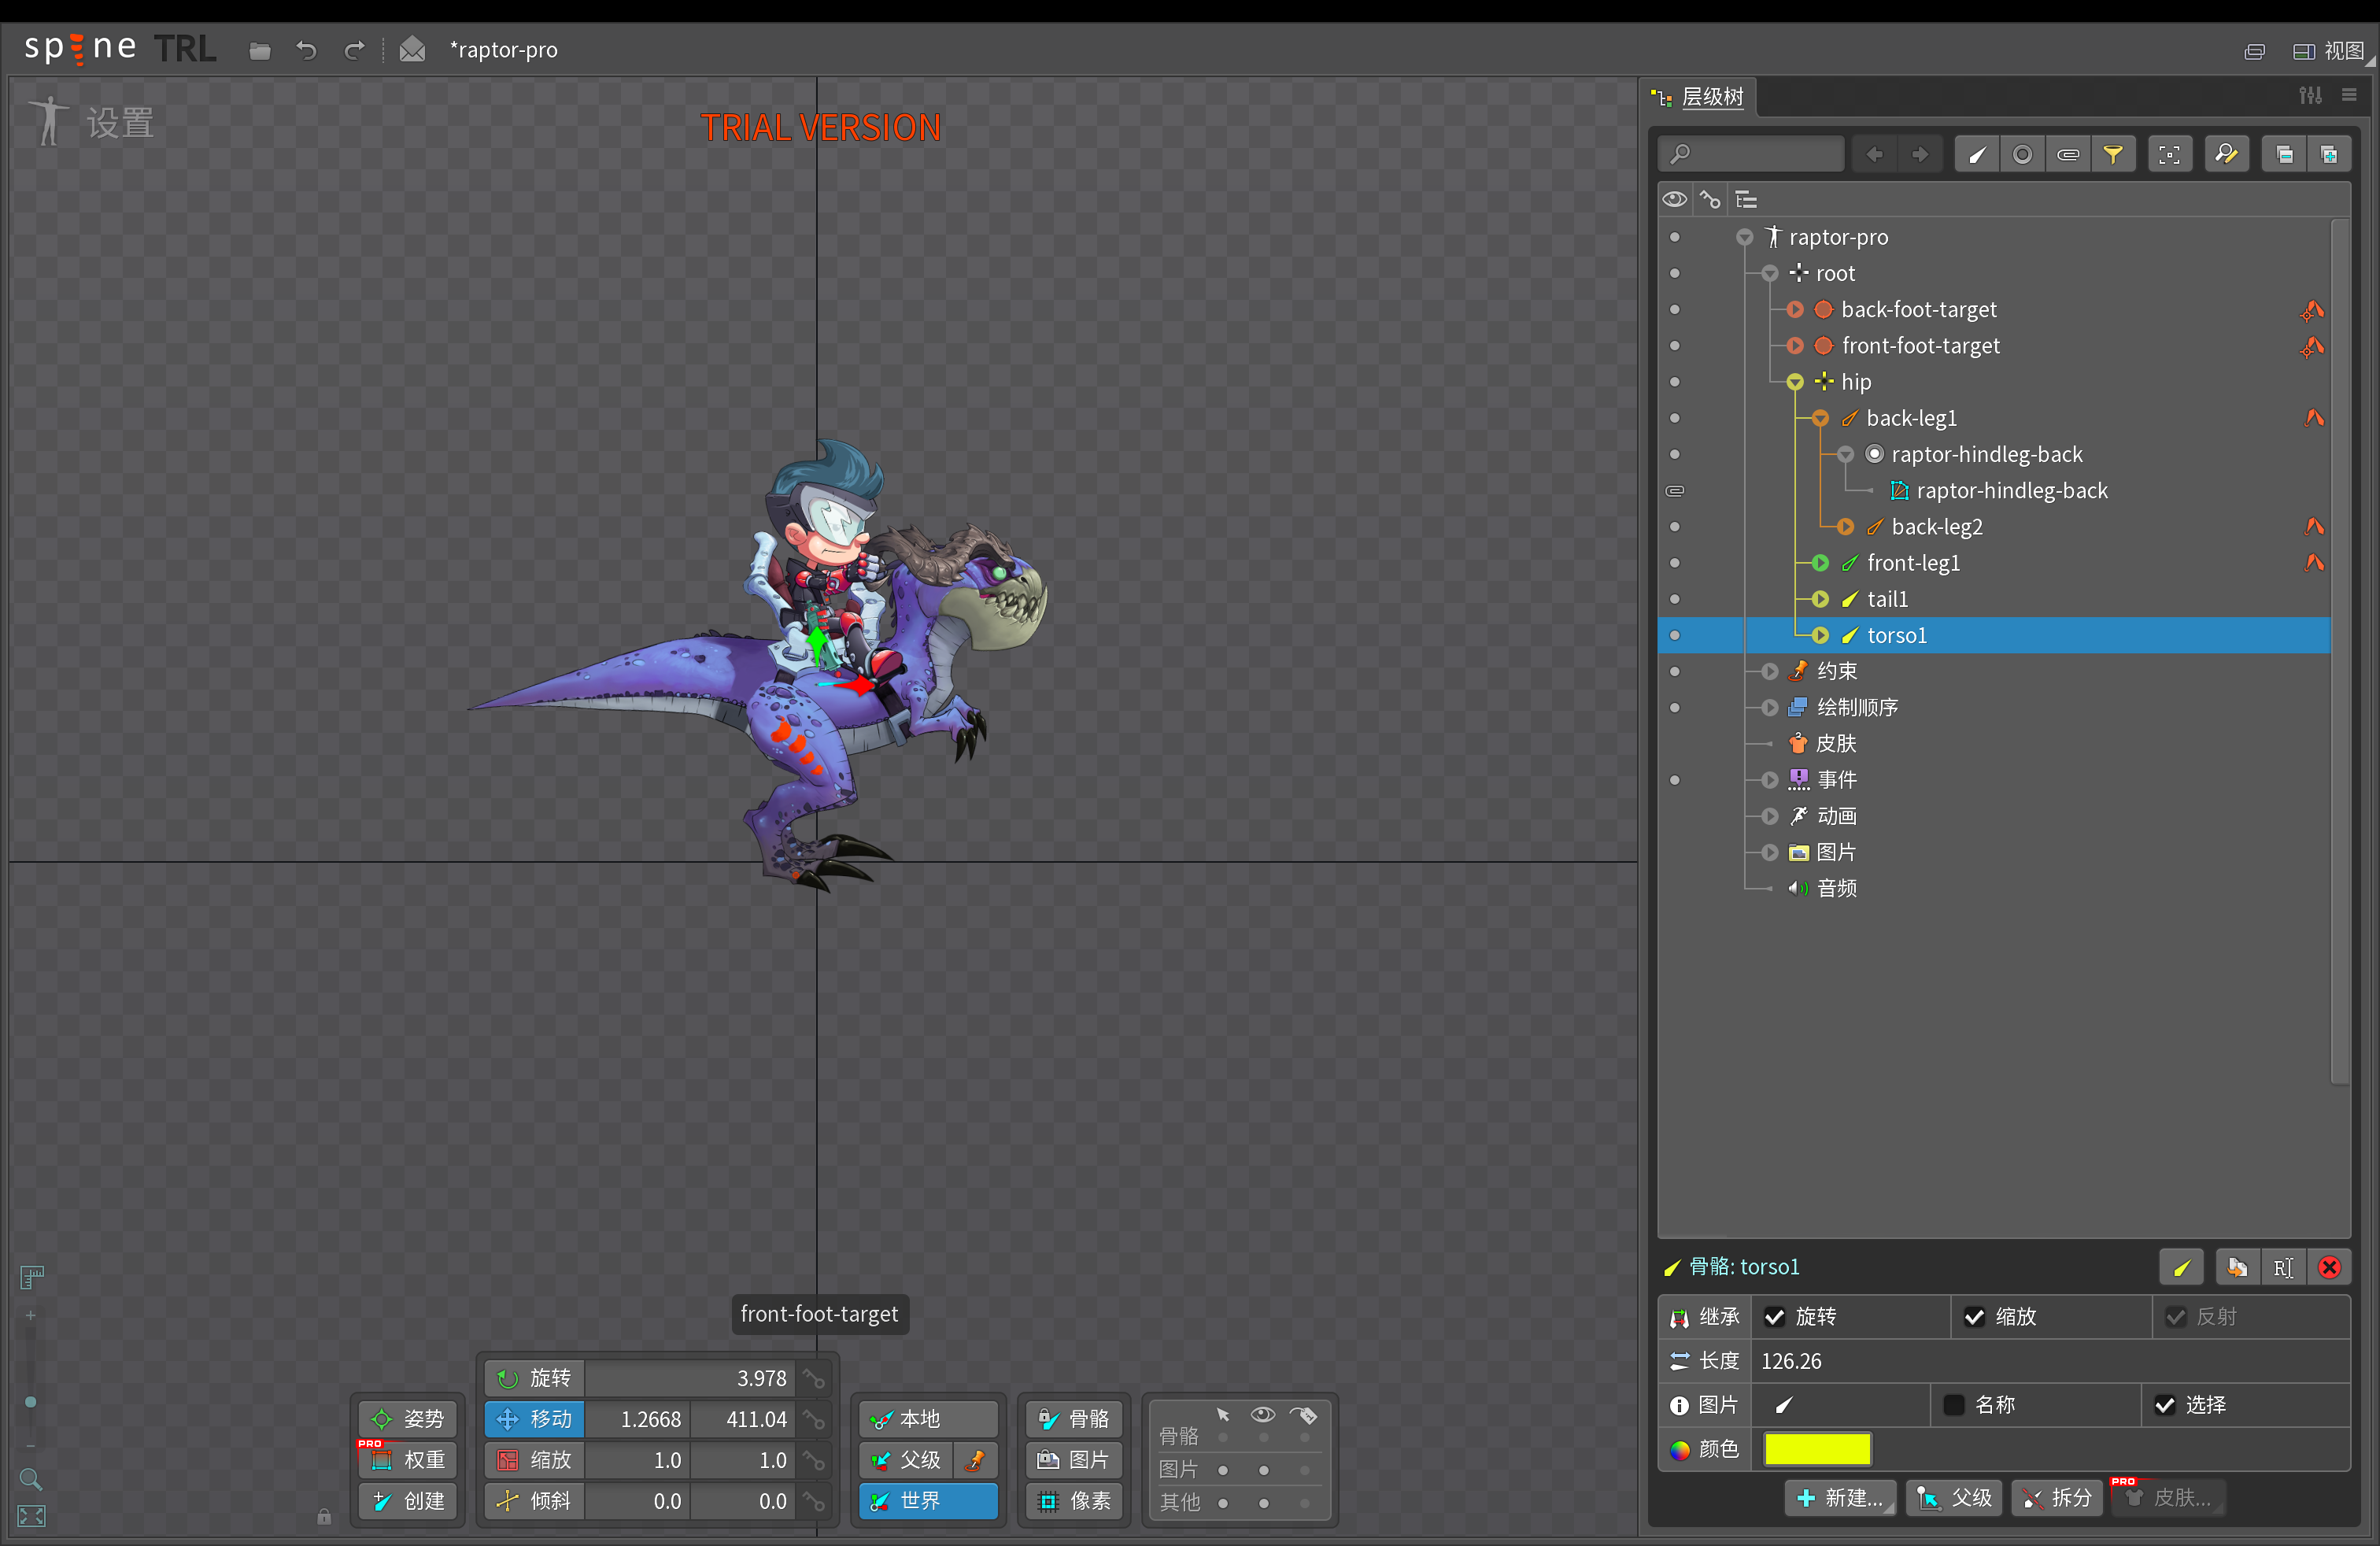 spine TRL
*raptor-pro
视图
设置
TRIAL VERSION
层级树
raptor-pro
root
back-foot-target
front-foot-target
hip
back-leg1
raptor-hindleg-back
raptor-hindleg-back
back-leg2
front-leg1
tail1
torso1
约束
绘制顺序
皮肤
事件
动画
图片
音频
骨骼: torso1
继承 旋转 缩放 反射
长度 126.26
图片 名称 选择
颜色
新建... 父级 拆分 PRO 皮肤...
front-foot-target
姿势
PRO 权重
创建
旋转 3.978
移动 1.2668 411.04
缩放 1.0 1.0
倾斜 0.0 0.0
本地
父级
世界
骨骼
图片
像素
骨骼
图片
其他